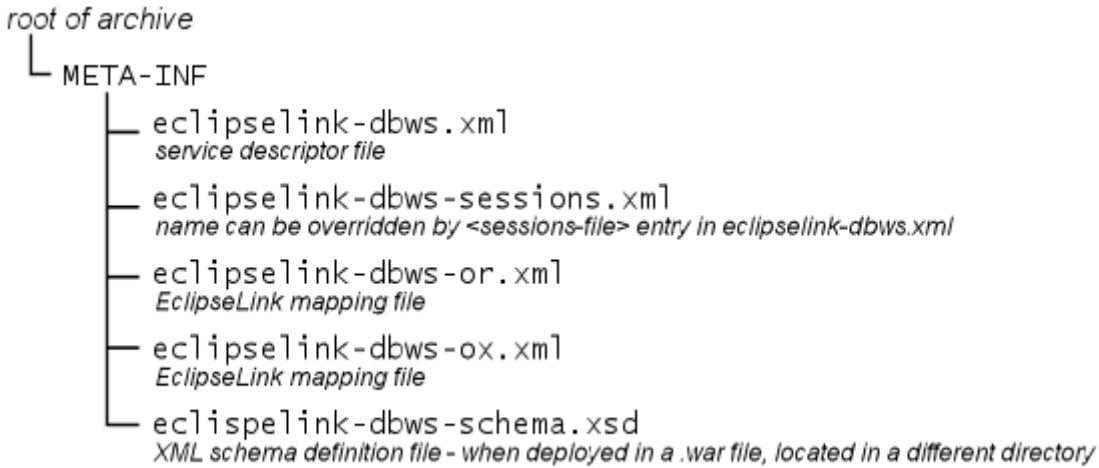 root of archive
META-INF
eclipselink-dbws.xml
service descriptor file
eclipselink-dbws-sessions.xml
name can be overridden by <sessions-file> entry in eclipselink-dbws.xml
eclipselink-dbws-or.xml
EclipseLink mapping file
eclipselink-dbws-ox.xml
EclipseLink mapping file
eclispelink-dbws-schema.xsd
XML schema definition file - when deployed in a .war file, located in a different directory